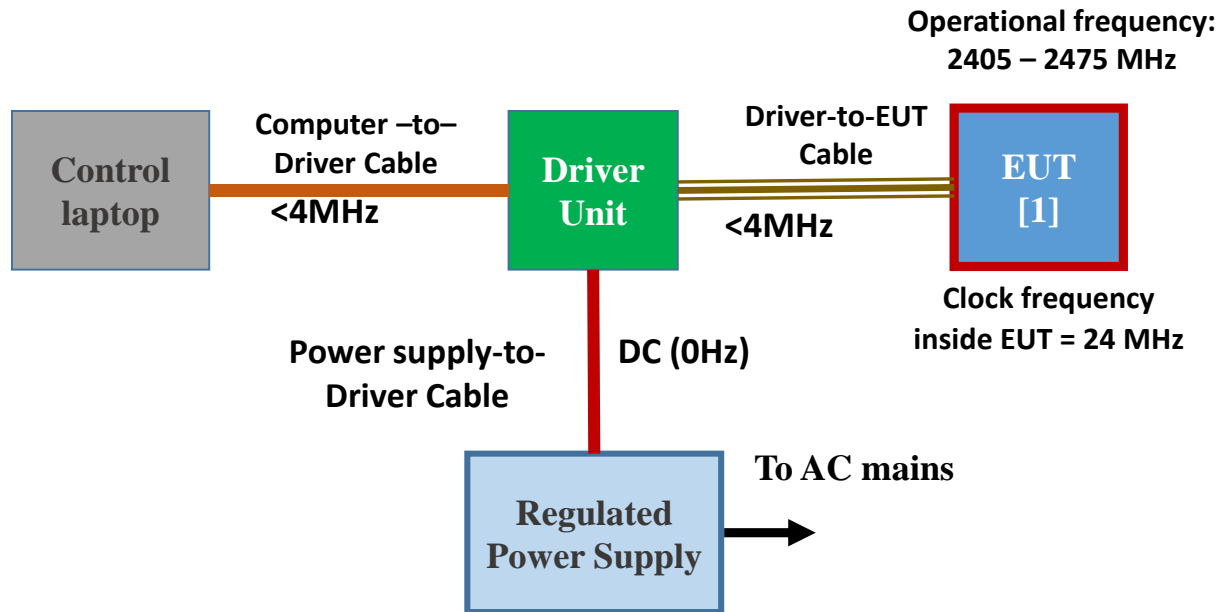 Operational frequency:
2405 – 2475 MHz
Control
laptop
Computer –to–
Driver Cable
<4MHz
Driver
Unit
Driver-to-EUT
Cable
<4MHz
EUT
[1]
Clock frequency
inside EUT = 24 MHz
Power supply-to-
Driver Cable
DC (0Hz)
Regulated
Power Supply
To AC mains